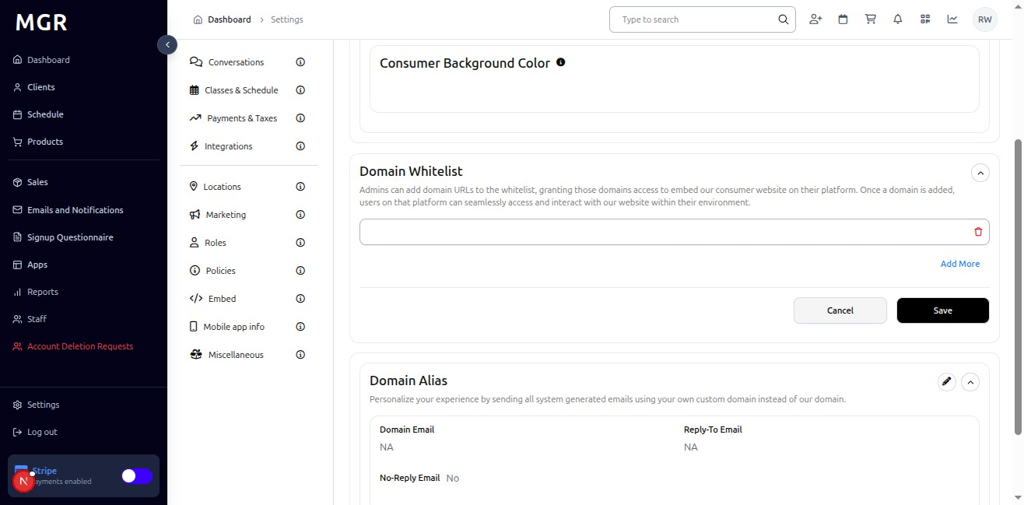 MGR
Dashboard
Clients
Schedule
Products
Sales
Emails and Notifications
Signup Questionnaire
Apps
Reports
Staff
Account Deletion Requests
Settings
Log out
Stripe
ayments enabled
N
Dashboard > Settings
Type to search
RW
Conversations
Classes & Schedule
Payments & Taxes
Integrations
Locations
Marketing
Roles
Policies
Embed
Mobile app info
Miscellaneous
Consumer Background Color
Domain Whitelist
Admins can add domain URLs to the whitelist, granting those domains access to embed our consumer website on their platform. Once a domain is added,
users on that platform can seamlessly access and interact with our website within their environment.
Add More
Cancel
Save
Domain Alias
Personalize your experience by sending all system generated emails using your own custom domain instead of our domain.
Domain Email
Reply-To Email
NA
NA
No-Reply Email No